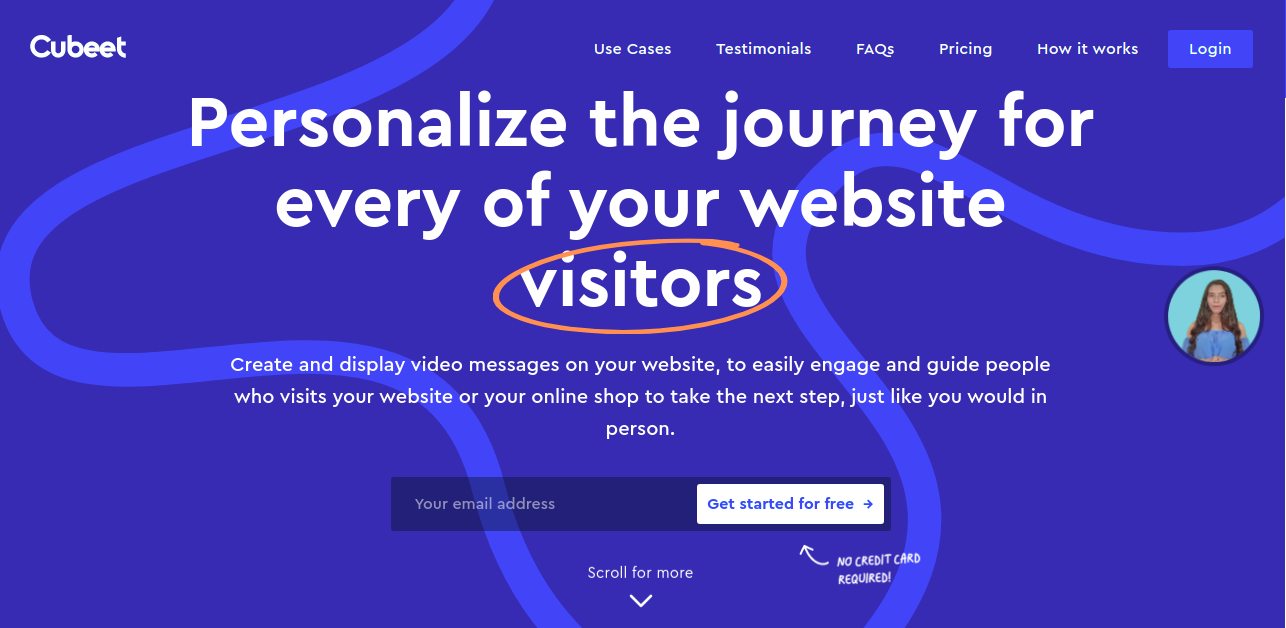 Cubeet
Use Cases
Testimonials
FAQs
Pricing
How it works
Login
Personalize the journey for
every of your website
visitors
Create and display video messages on your website, to easily engage and guide people
who visits your website or your online shop to take the next step, just like you would in
person.
Your email address
Get started for free →
NO CREDIT CARD
REQUIRED!
Scroll for more